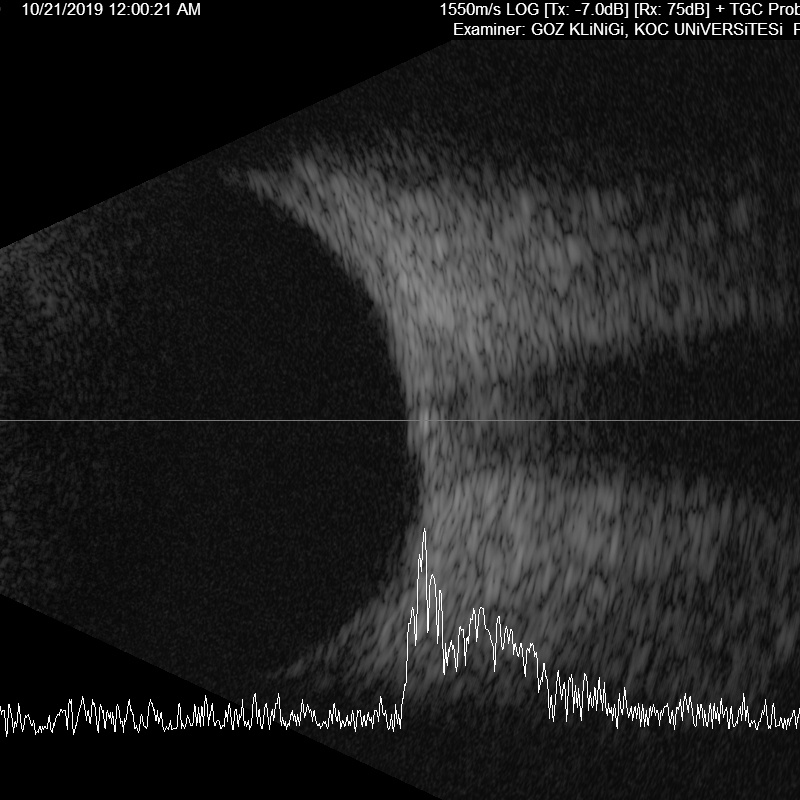 10/21/2019 12:00:21 AM
1550m/s LOG [Tx: -7.0dB] [Rx: 75dB] + TGC
Examiner: GOZ KLiNiGi, KOC UNiVERSiTESi